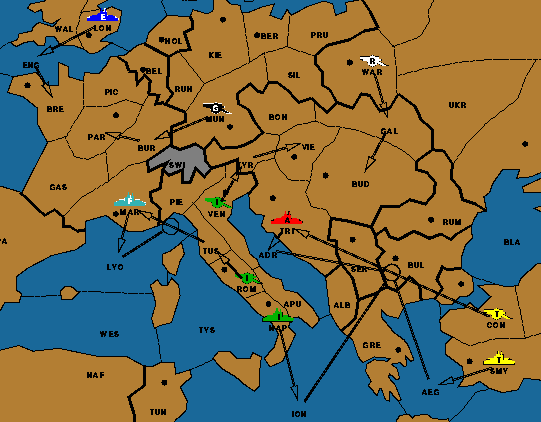 E
WAL LON
NOL KIE BER PRU
ENG
R
WAR
BEL RUH SIL
BRE PIC
G
MUN BOH UKR
PAR BUR GAL
SWI TYR VIE
BUD
GAS
F
MAR PIE
I
VEN
A
TRI
RUM BLA
TUS ADR
LYO SER BUL
I
ROM
APU
ALB
I
NAP
T
CON
WES TYS GRE
T
SMY
NAF AEG
TUN ION